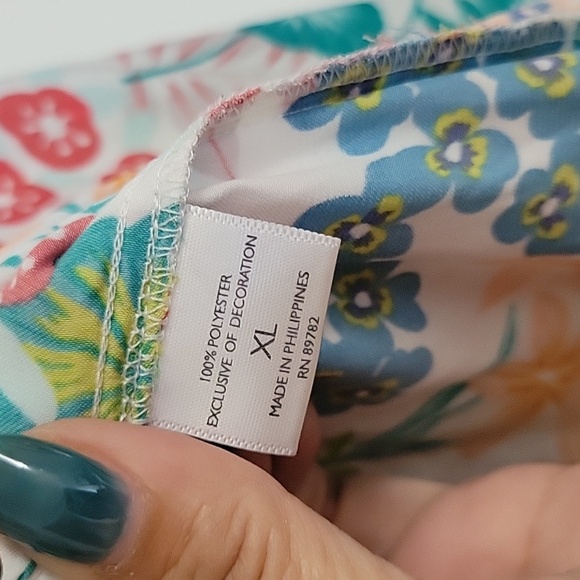 100% POLYESTER
EXCLUSIVE OF DECORATION
XL
MADE IN PHILIPPINES
RN 89782